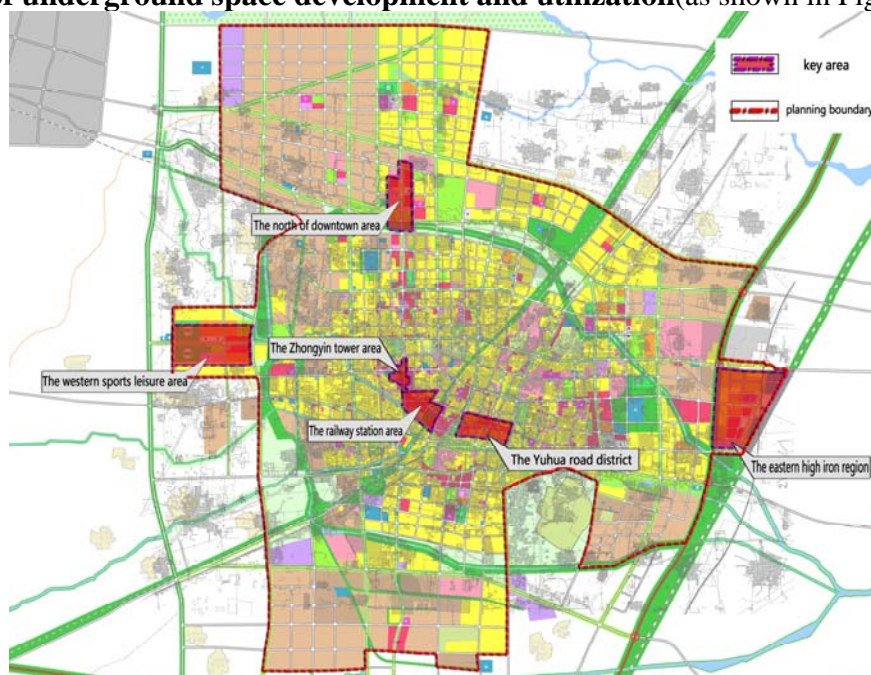 underground space development and utilization(as shown in Fig
key area
planning boundary
The north of downtown area
The Zhongyin tower area
The western sports leisure area
The railway station area
The Yuhua road district
The eastern high iron region